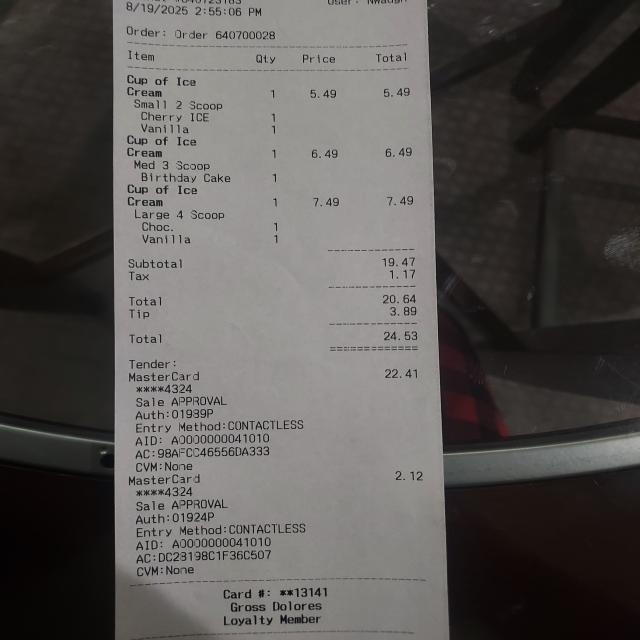 8/19/2025 2:55:06 PM
Order: Order 640700028
Item Qty Price Total
Cup of Ice
Cream 1 5.49 5.49
Small 2 Scoop
Cherry ICE 1
Vanilla 1
Cup of Ice
Cream 1 6.49 6.49
Med 3 Scoop
Birthday Cake 1
Cup of Ice
Cream 1 7.49 7.49
Large 4 Scoop
Choc. 1
Vanilla 1
Subtotal 19.47
Tax 1.17
Total 20.64
Tip 3.89
Total 24.53
Tender:
MasterCard 22.41
****4324
Sale APPROVAL
Auth:01939P
Entry Method:CONTACTLESS
AID: A0000000041010
AC:98AFCC46556DA333
CVM:None
MasterCard 2.12
****4324
Sale APPROVAL
Auth:01924P
Entry Method:CONTACTLESS
AID: A0000000041010
AC:DC28198C1F36C507
CVM:None
Card #: **13141
Gross Dolores
Loyalty Member